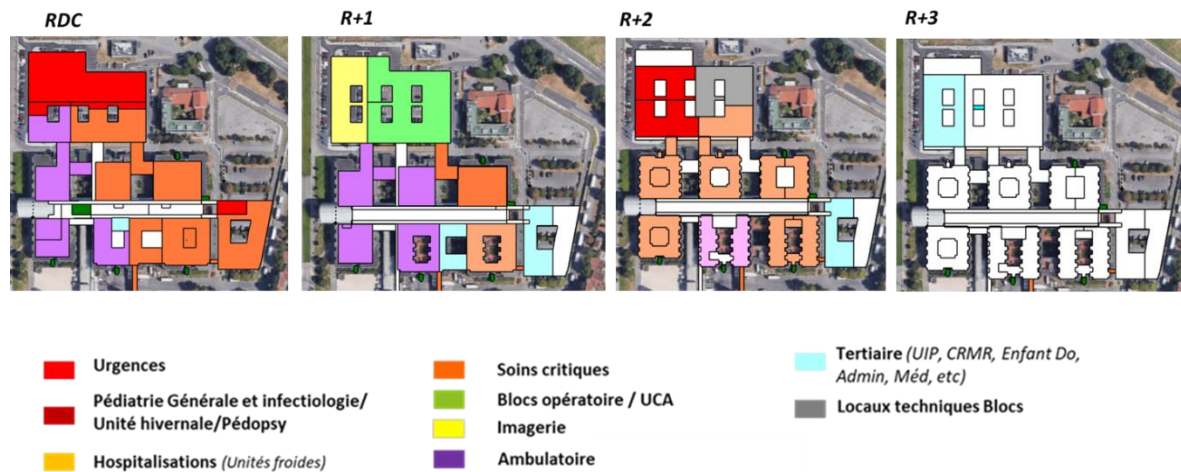 RDC
R+1
R+2
R+3
Urgences
Pédiatrie Générale et infectiologie/
Unité hivernale/Pédopsy
Hospitalisations (Unités froides)
Soins critiques
Blocs opératoire / UCA
Imagerie
Ambulatoire
Tertiaire (UIP, CRMR, Enfant Do,
Admin, Méd, etc)
Locaux techniques Blocs